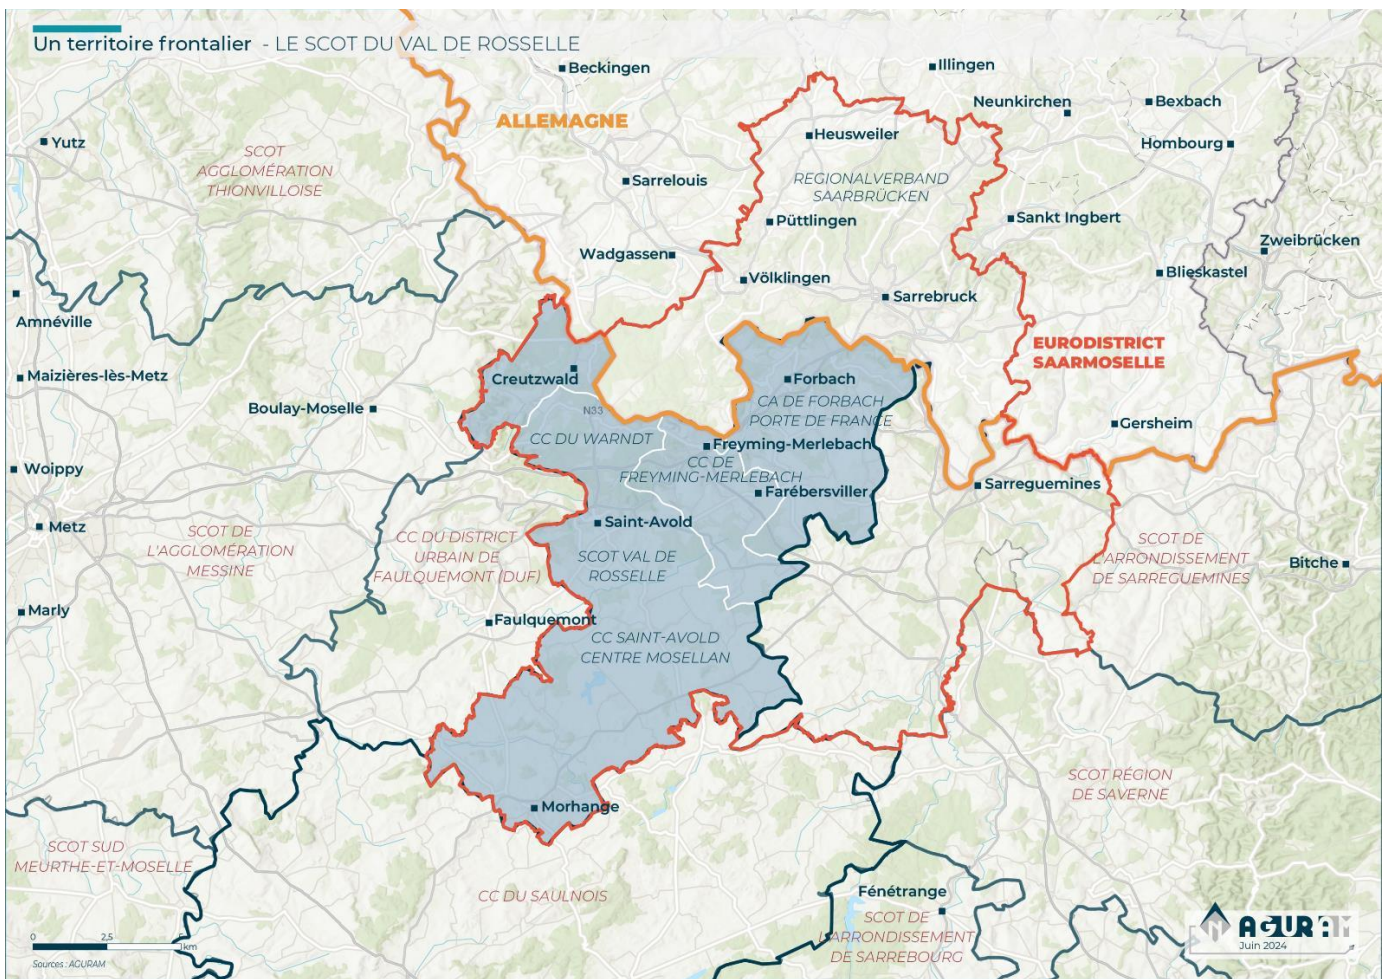 Un territoire frontalier - LE SCOT DU VAL DE ROSSELLE
Beckingen
Illingen
Neunkirchen
Bexbach
ALLEMAGNE
Heusweiler
Hombourg
Yutz
SCOT
AGGLOMÉRATION
THIONVILLOISE
Sarrelouis
REGIONALVERBAND
SAARBRÜCKEN
Püttlingen
Sankt Ingbert
Wadgassen
Zweibrücken
Völklingen
Blieskastel
Sarrebruck
Amnéville
EURODISTRICT
SAARMOSELLE
Maizières-lès-Metz
Creutzwald
Forbach
Boulay-Moselle
N33
CA DE FORBACH
PORTE DE FRANCE
Gersheim
CC DU WARNDT
Freyming-Merlebach
CC DE
FREYMING-MERLEBACH
Woippy
Farébersviller
Sarreguemines
Metz
Saint-Avold
SCOT DE
L'AGGLOMÉRATION
MESSINE
CC DU DISTRICT
URBAIN DE
FAULQUEMONT (DUF)
SCOT VAL DE
ROSSELLE
SCOT DE
L'ARRONDISSEMENT
DE SARREGUEMINES
Bitche
Marly
Faulquemont
CC SAINT-AVOLD
CENTRE MOSELLAN
SCOT RÉGION
DE SAVERNE
Morhange
SCOT SUD
MEURTHE-ET-MOSELLE
CC DU SAULNOIS
Fénétrange
SCOT DE
L'ARRONDISSEMENT
DE SARREBOURG
0 2,5 5
km
Sources : AGURAM
AGURAM
Juin 2024